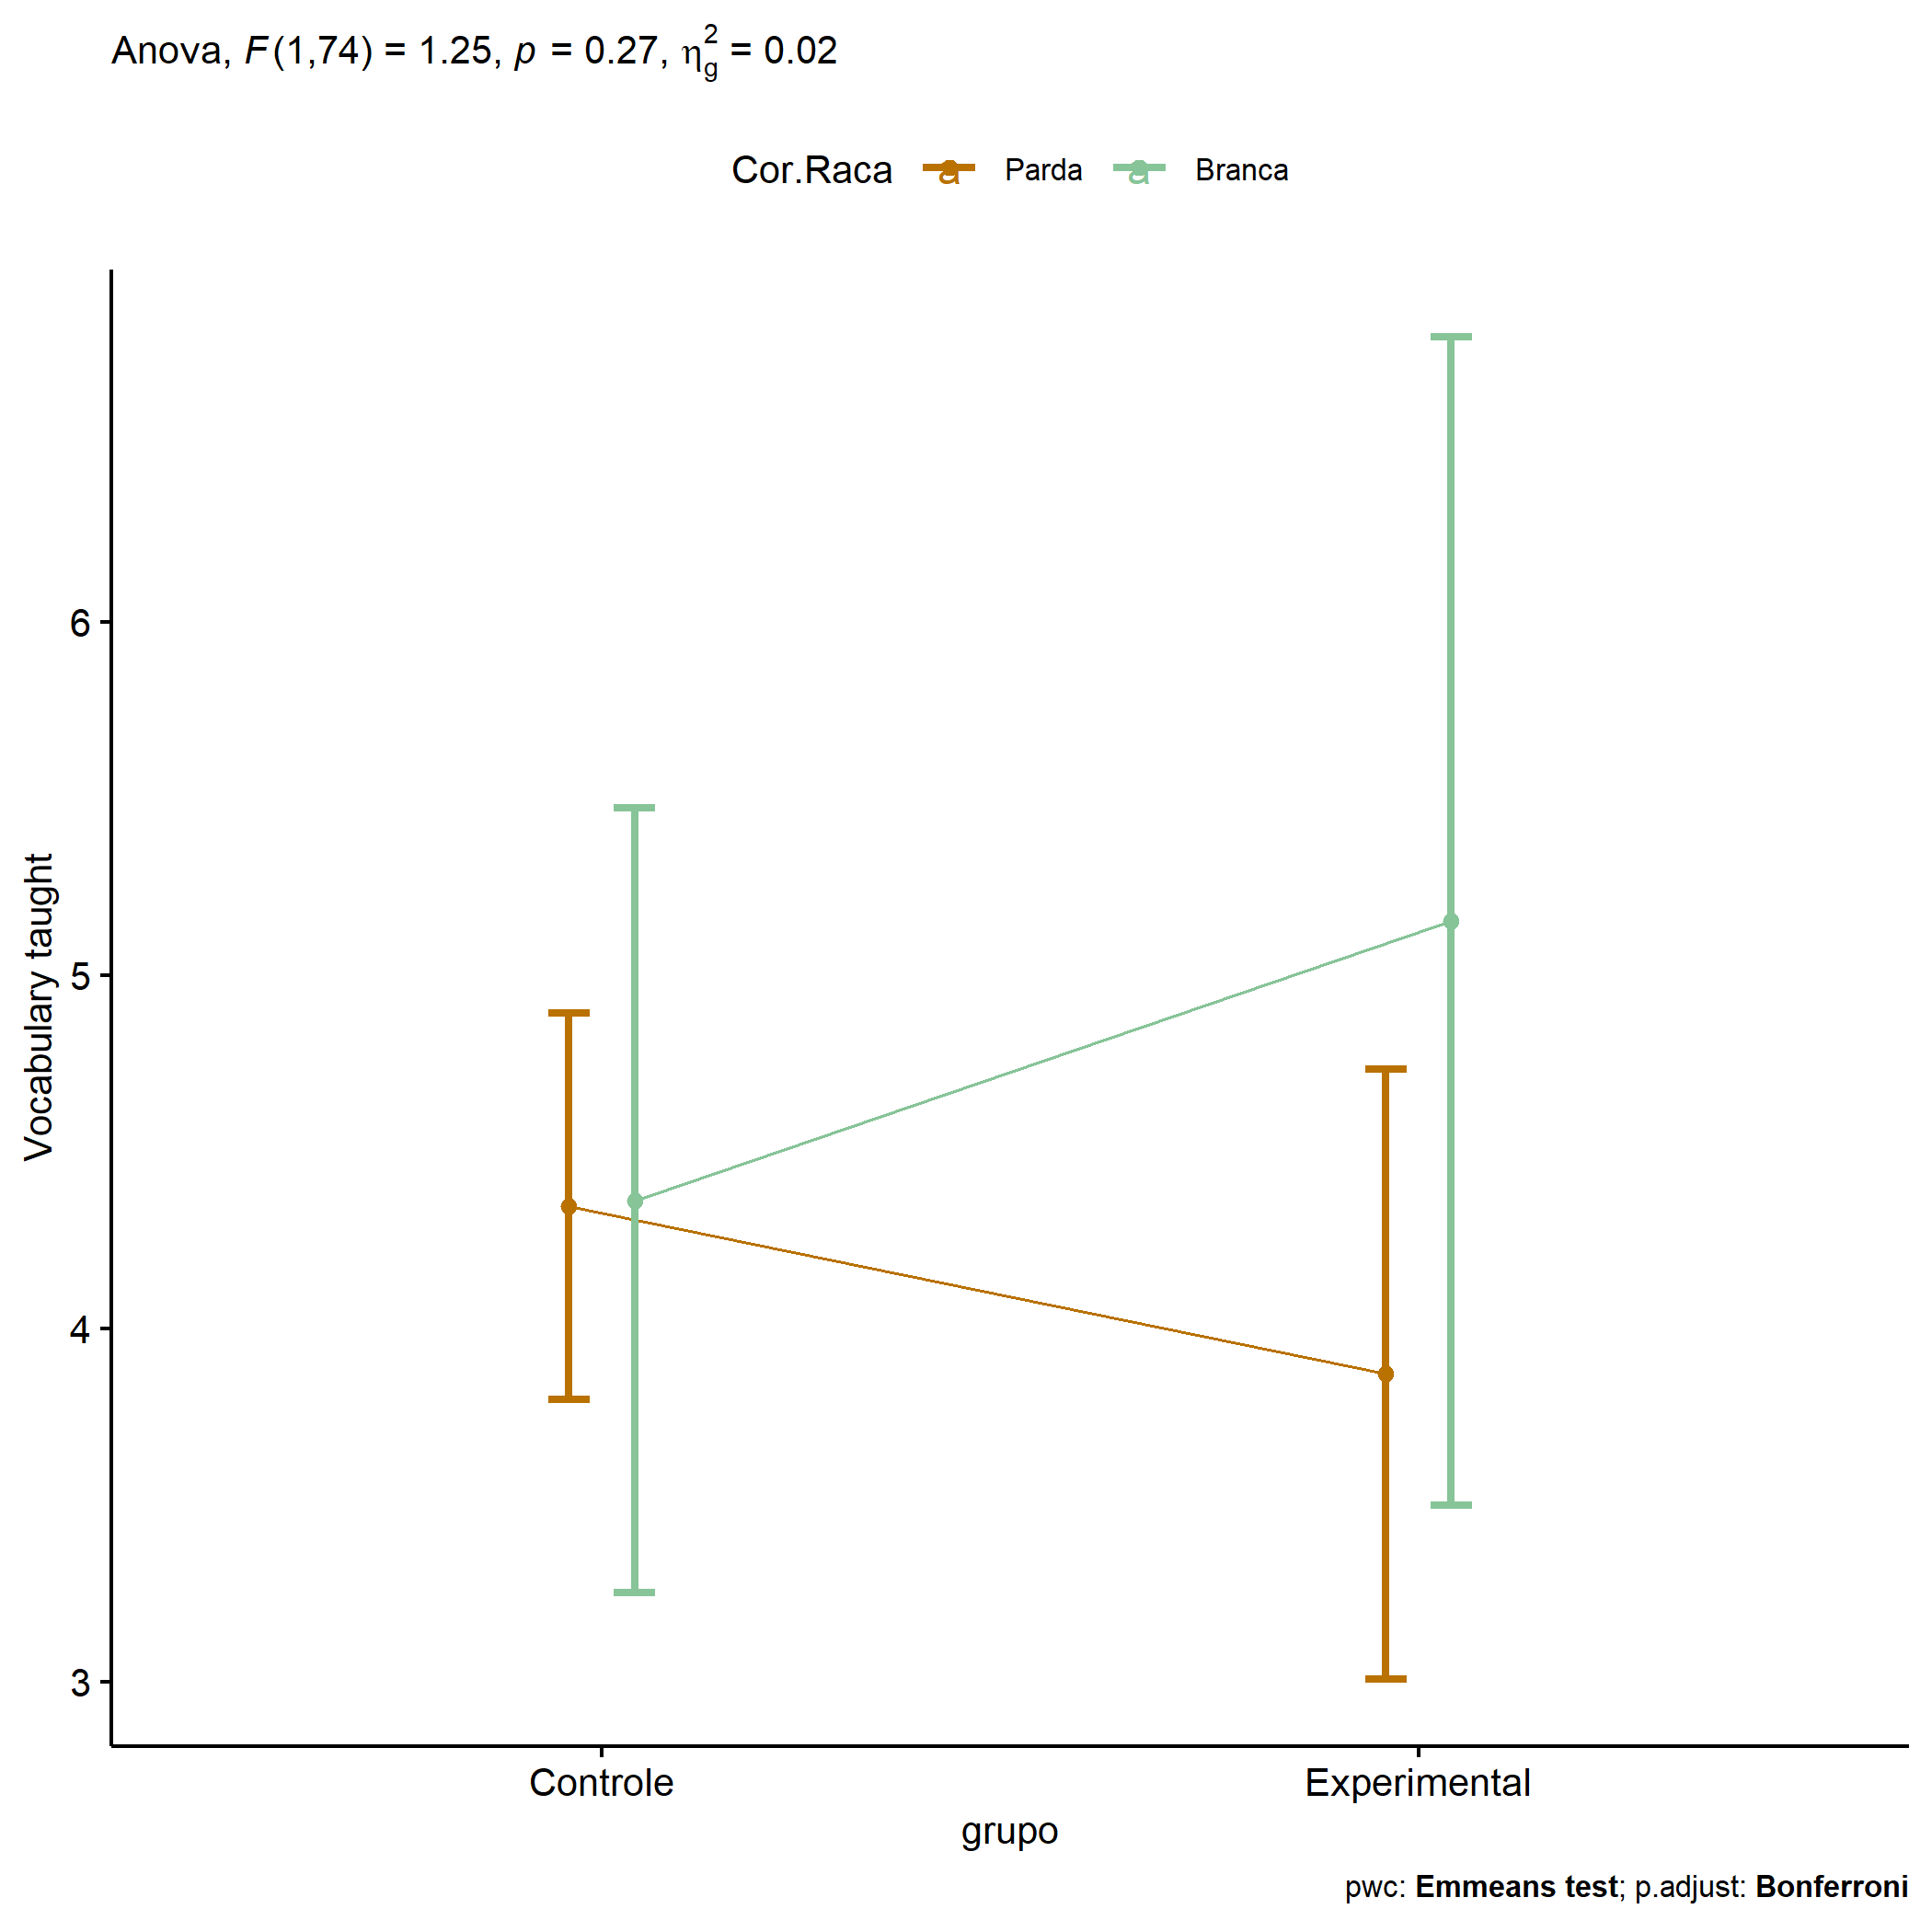 Anova, F(1,74) = 1.25, p = 0.27, η²g = 0.02
Cor.Raca a Parda a Branca
Vocabulary taught
6
5
4
3
Controle Experimental
grupo
pwc: Emmeans test; p.adjust: Bonferroni